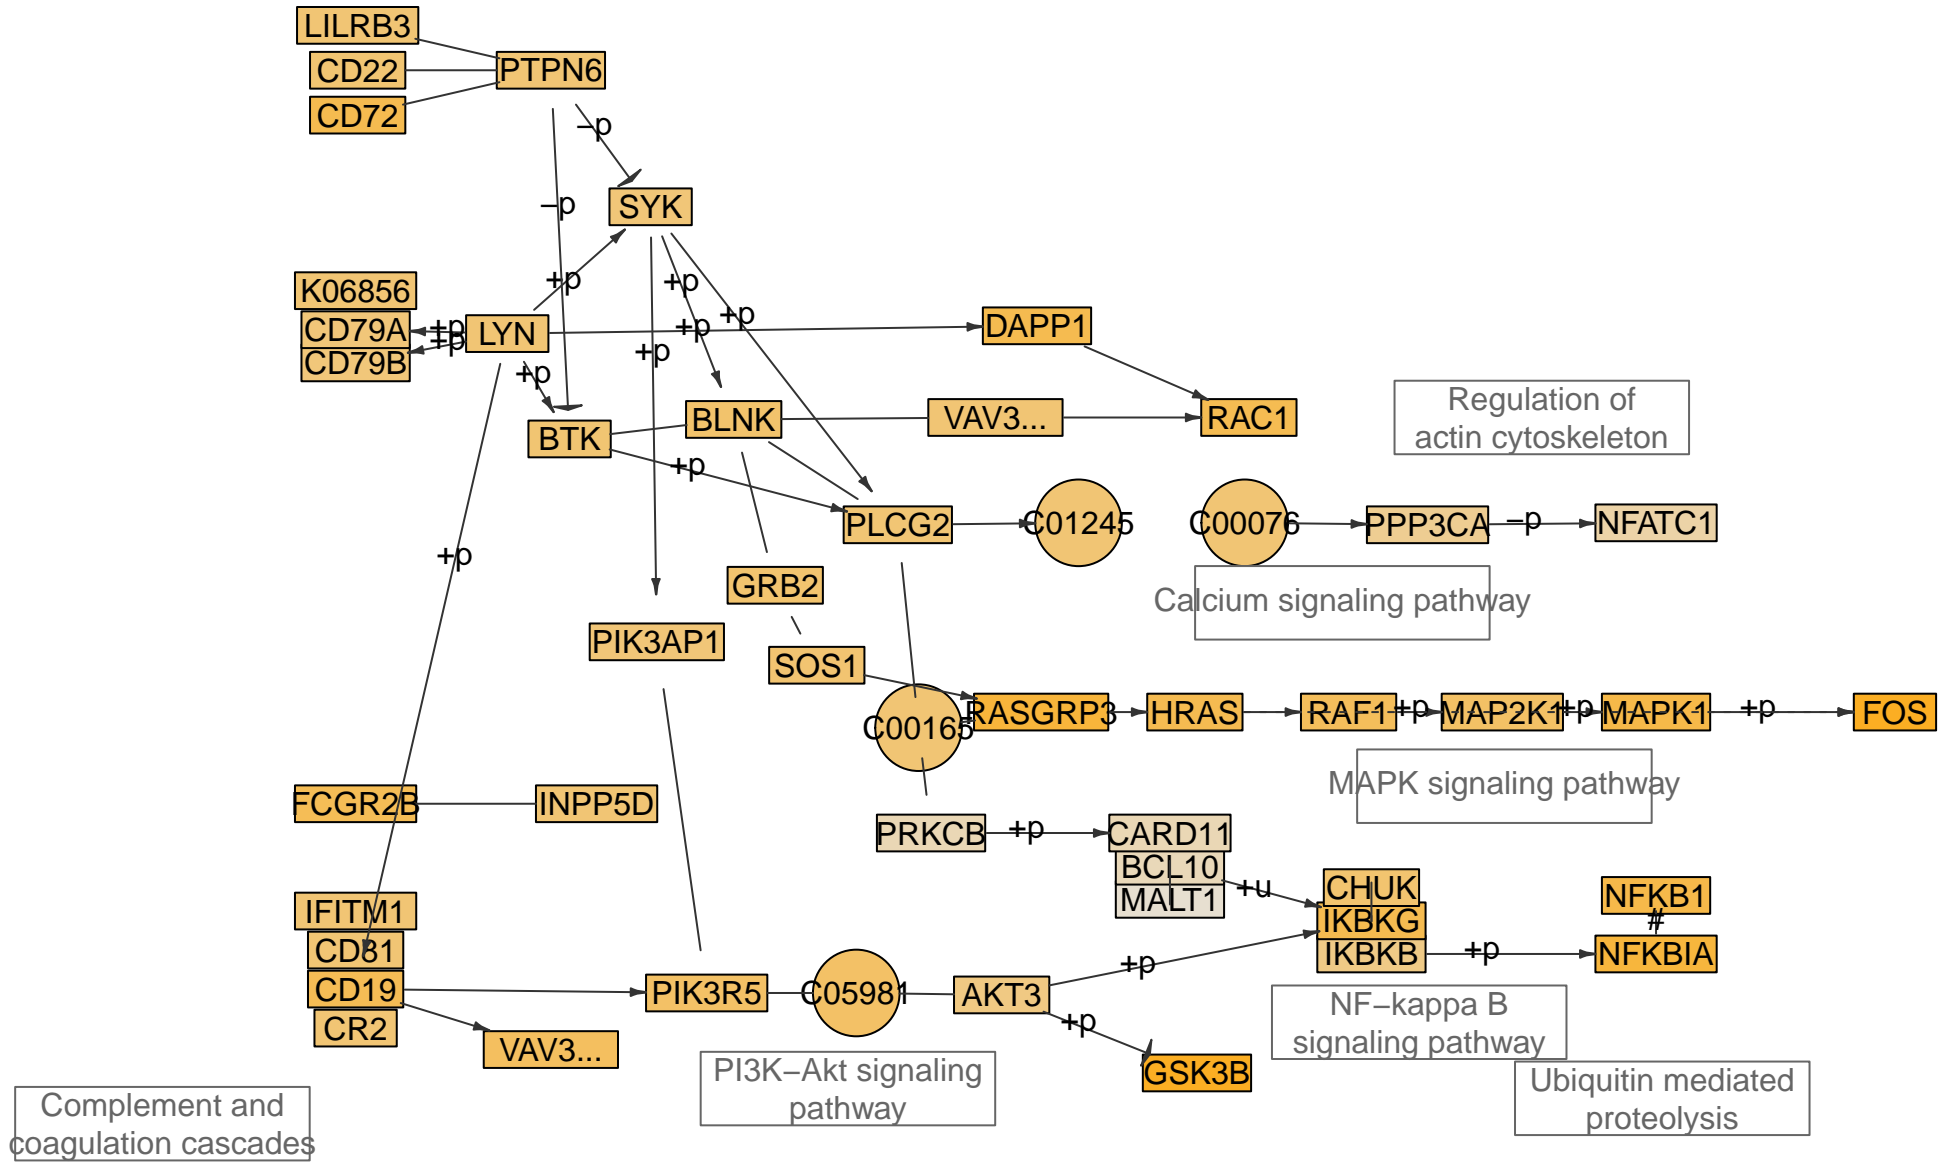 LILRB3
CD22
PTPN6
CD72
–p
–p
SYK
+p
+p
K06856
CD79A
+p
+p
CD79B
LYN
+p
+p
DAPP1
+p
+p
BTK
BLNK
VAV3...
RAC1
Regulation of
actin cytoskeleton
+p
PLCG2
C01245
C00076
PPP3CA
–p
NFATC1
+p
GRB2
Calcium signaling pathway
PIK3AP1
SOS1
C00165
RASGRP3
HRAS
RAF1
+p
MAP2K1
+p
MAPK1
+p
FOS
MAPK signaling pathway
FCGR2B
INPP5D
PRKCB
+p
CARD11
BCL10
MALT1
+u
CHUK
IKBKG
IKBKB
+p
NFKB1
#
NFKBIA
IFITM1
CD81
CD19
CR2
VAV3...
PIK3R5
C05981
AKT3
+p
+p
GSK3B
NF–kappa B
signaling pathway
PI3K–Akt signaling
pathway
Ubiquitin mediated
proteolysis
Complement and
coagulation cascades